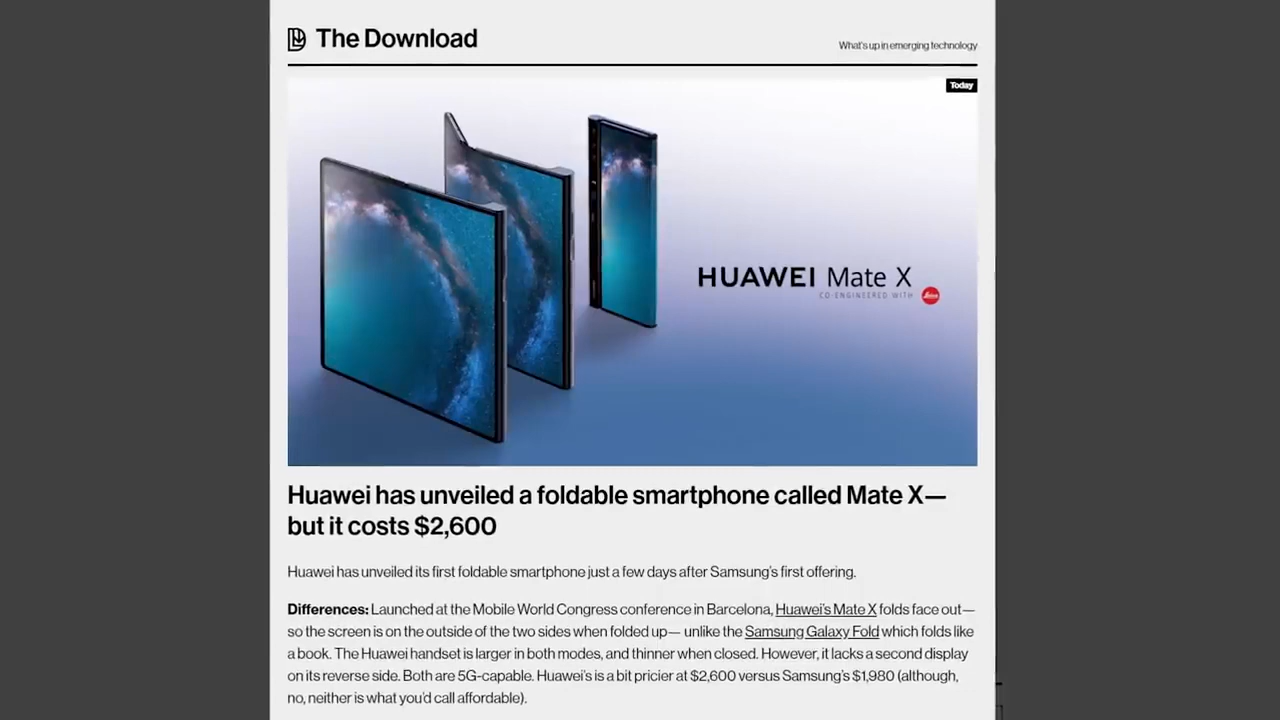 The Download
What's up in emerging technology
Today
HUAWEI Mate X
CO-ENGINEERED WITH
Leica
Huawei has unveiled a foldable smartphone called Mate X—
but it costs $2,600
Huawei has unveiled its first foldable smartphone just a few days after Samsung's first offering.
Differences: Launched at the Mobile World Congress conference in Barcelona, Huawei's Mate X folds face out—
so the screen is on the outside of the two sides when folded up— unlike the Samsung Galaxy Fold which folds like
a book. The Huawei handset is larger in both modes, and thinner when closed. However, it lacks a second display
on its reverse side. Both are 5G-capable. Huawei's is a bit pricier at $2,600 versus Samsung's $1,980 (although,
no, neither is what you'd call affordable).